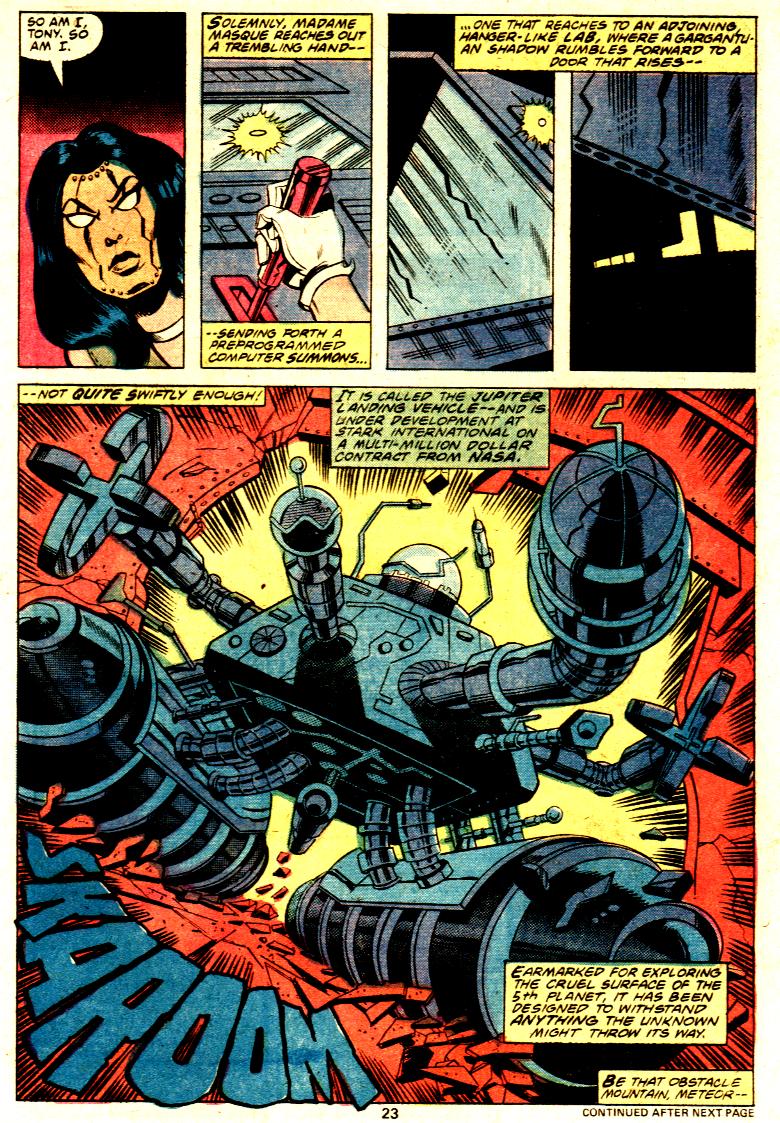 SO AM I,
TONY. SO
AM I.
SOLEMNLY, MADAME
MASQUE REACHES OUT
A TREMBLING HAND--
--SENDING FORTH A
PREPROGRAMMED
COMPUTER SUMMONS...
...ONE THAT REACHES TO AN ADJOINING,
HANGER-LIKE LAB, WHERE A GARGANTU-
AN SHADOW RUMBLES FORWARD TO A
DOOR THAT RISES--
--NOT QUITE SWIFTLY ENOUGH!
IT IS CALLED THE JUPITER
LANDING VEHICLE--AND IS
UNDER DEVELOPMENT AT
STARK INTERNATIONAL ON
A MULTI-MILLION DOLLAR
CONTRACT FROM NASA.
SKAROOM
EARMARKED FOR EXPLORING
THE CRUEL SURFACE OF THE
5th PLANET, IT HAS BEEN
DESIGNED TO WITHSTAND
ANYTHING THE UNKNOWN
MIGHT THROW ITS WAY.
BE THAT OBSTACLE
MOUNTAIN, METEOR--
23
CONTINUED AFTER NEXT PAGE